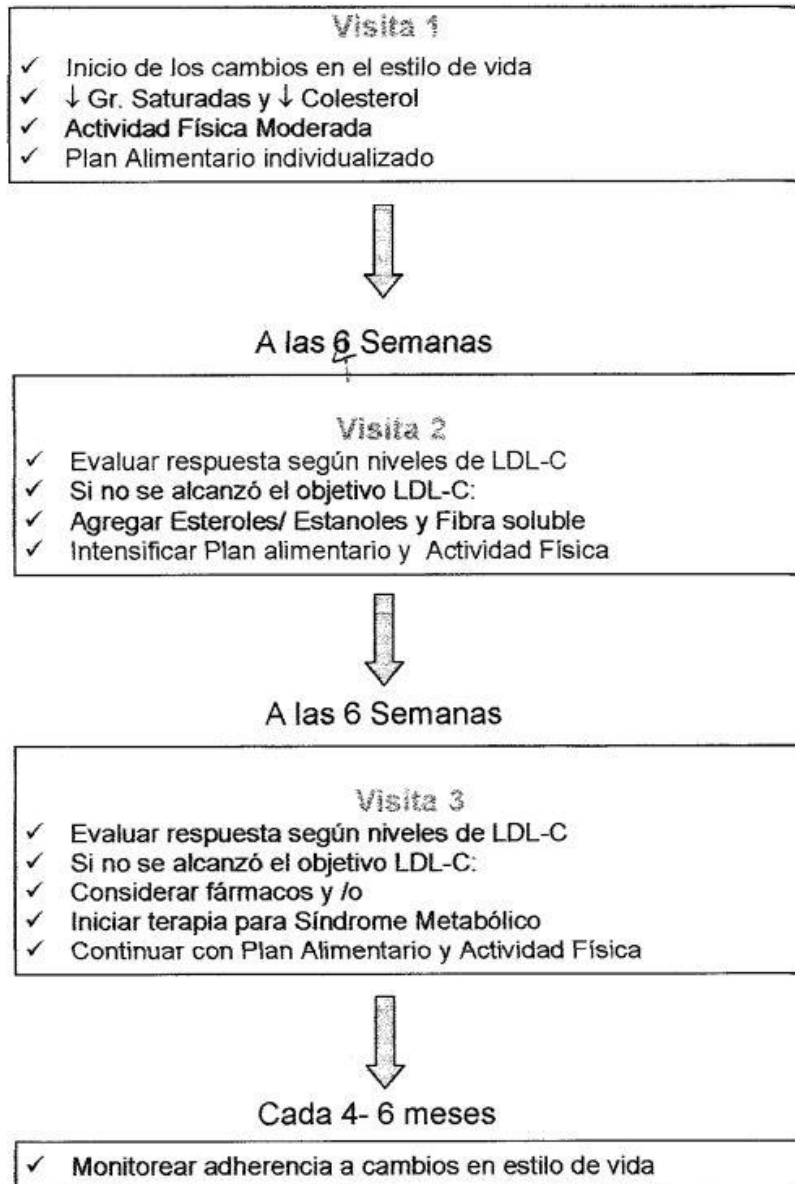 Visita 1
✓ Inicio de los cambios en el estilo de vida
✓ ↓ Gr. Saturadas y ↓ Colesterol
✓ Actividad Física Moderada
✓ Plan Alimentario individualizado
A las 6 Semanas
Visita 2
✓ Evaluar respuesta según niveles de LDL-C
✓ Si no se alcanzó el objetivo LDL-C:
✓ Agregar Esteroles/ Estanoles y Fibra soluble
✓ Intensificar Plan alimentario y Actividad Física
A las 6 Semanas
Visita 3
✓ Evaluar respuesta según niveles de LDL-C
✓ Si no se alcanzó el objetivo LDL-C:
✓ Considerar fármacos y /o
✓ Iniciar terapia para Síndrome Metabólico
✓ Continuar con Plan Alimentario y Actividad Física
Cada 4- 6 meses
✓ Monitorear adherencia a cambios en estilo de vida